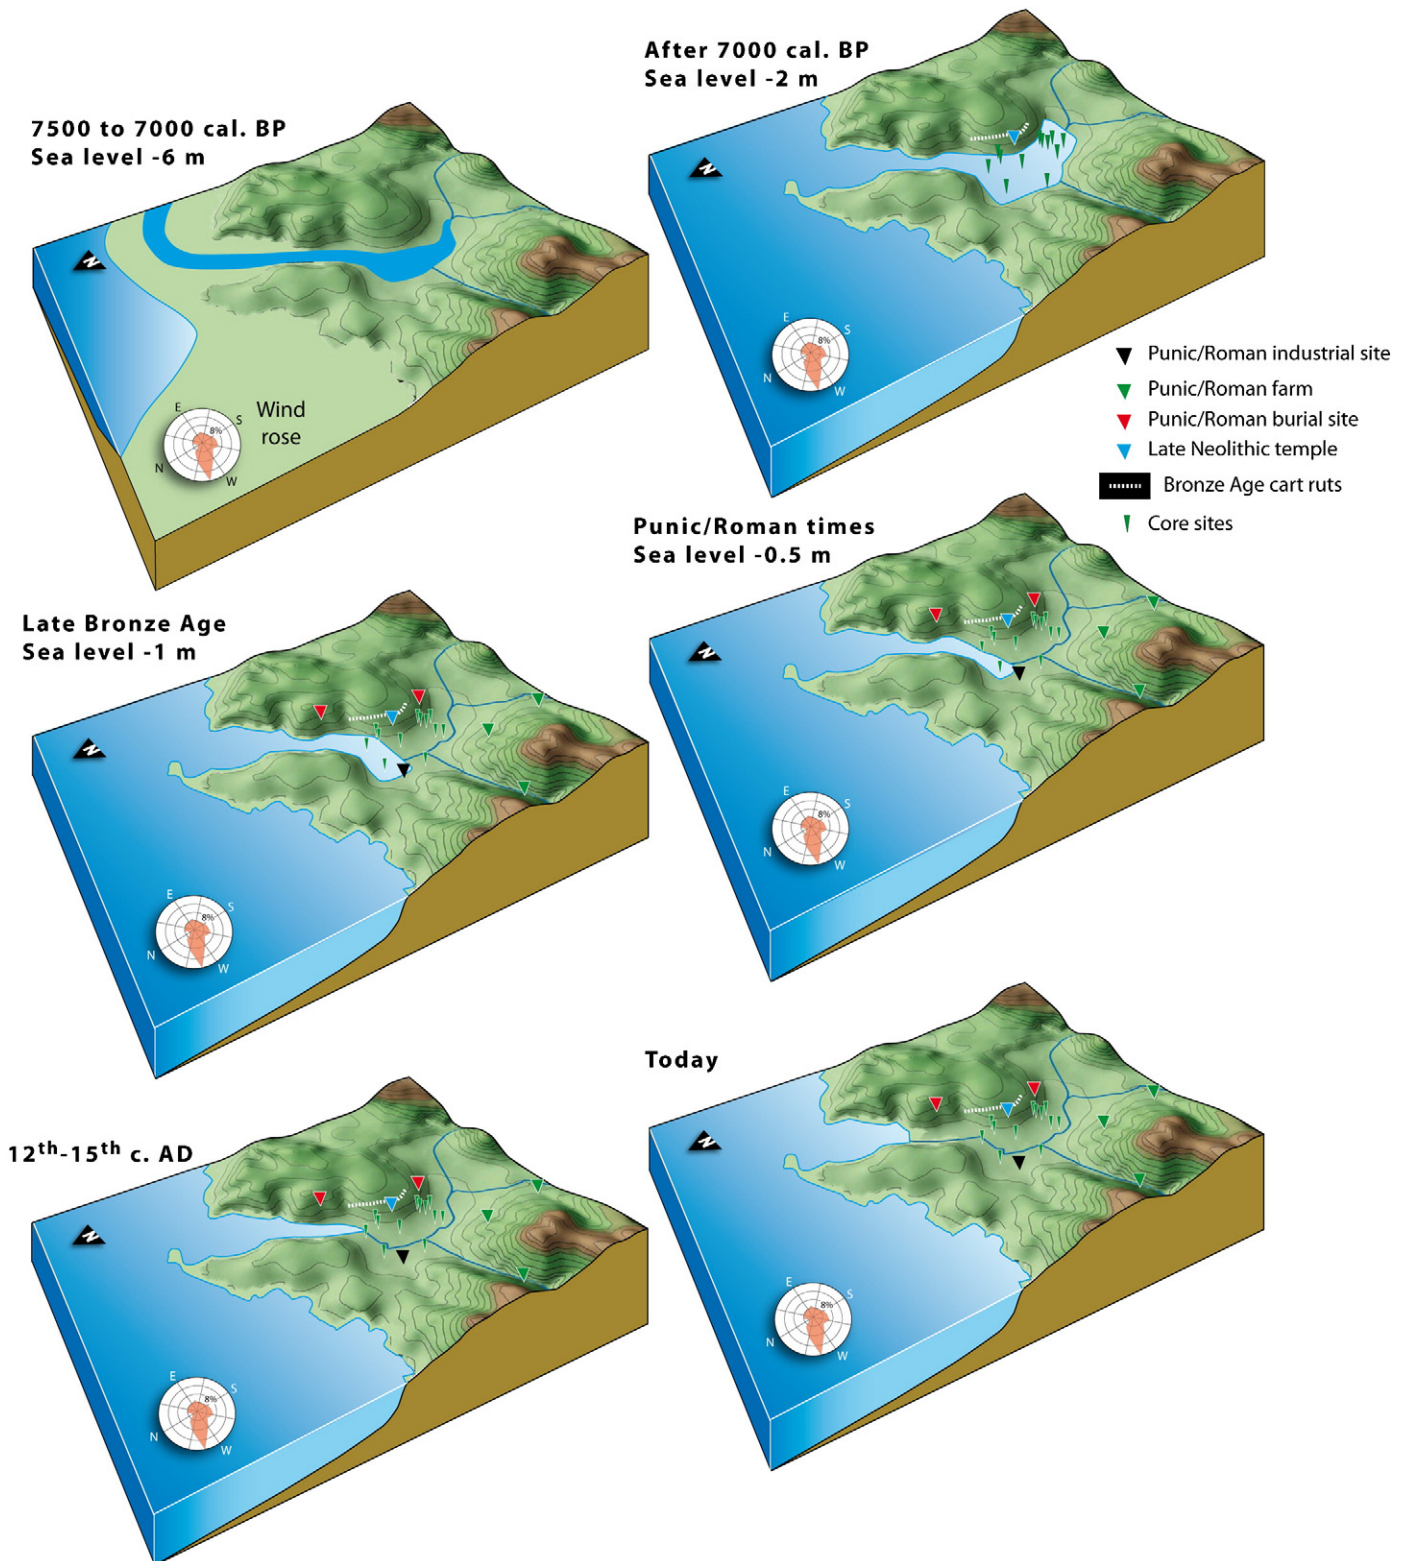 7500 to 7000 cal. BP
Sea level -6 m
N
E
S
8%
Wind
rose
N
W
After 7000 cal. BP
Sea level -2 m
N
E
S
8%
N
W
Punic/Roman industrial site
Punic/Roman farm
Punic/Roman burial site
Late Neolithic temple
Bronze Age cart ruts
Core sites
Late Bronze Age
Sea level -1 m
N
E
S
8%
N
W
Punic/Roman times
Sea level -0.5 m
N
E
S
8%
N
W
12th-15th c. AD
N
E
S
8%
N
W
Today
N
E
S
8%
N
W